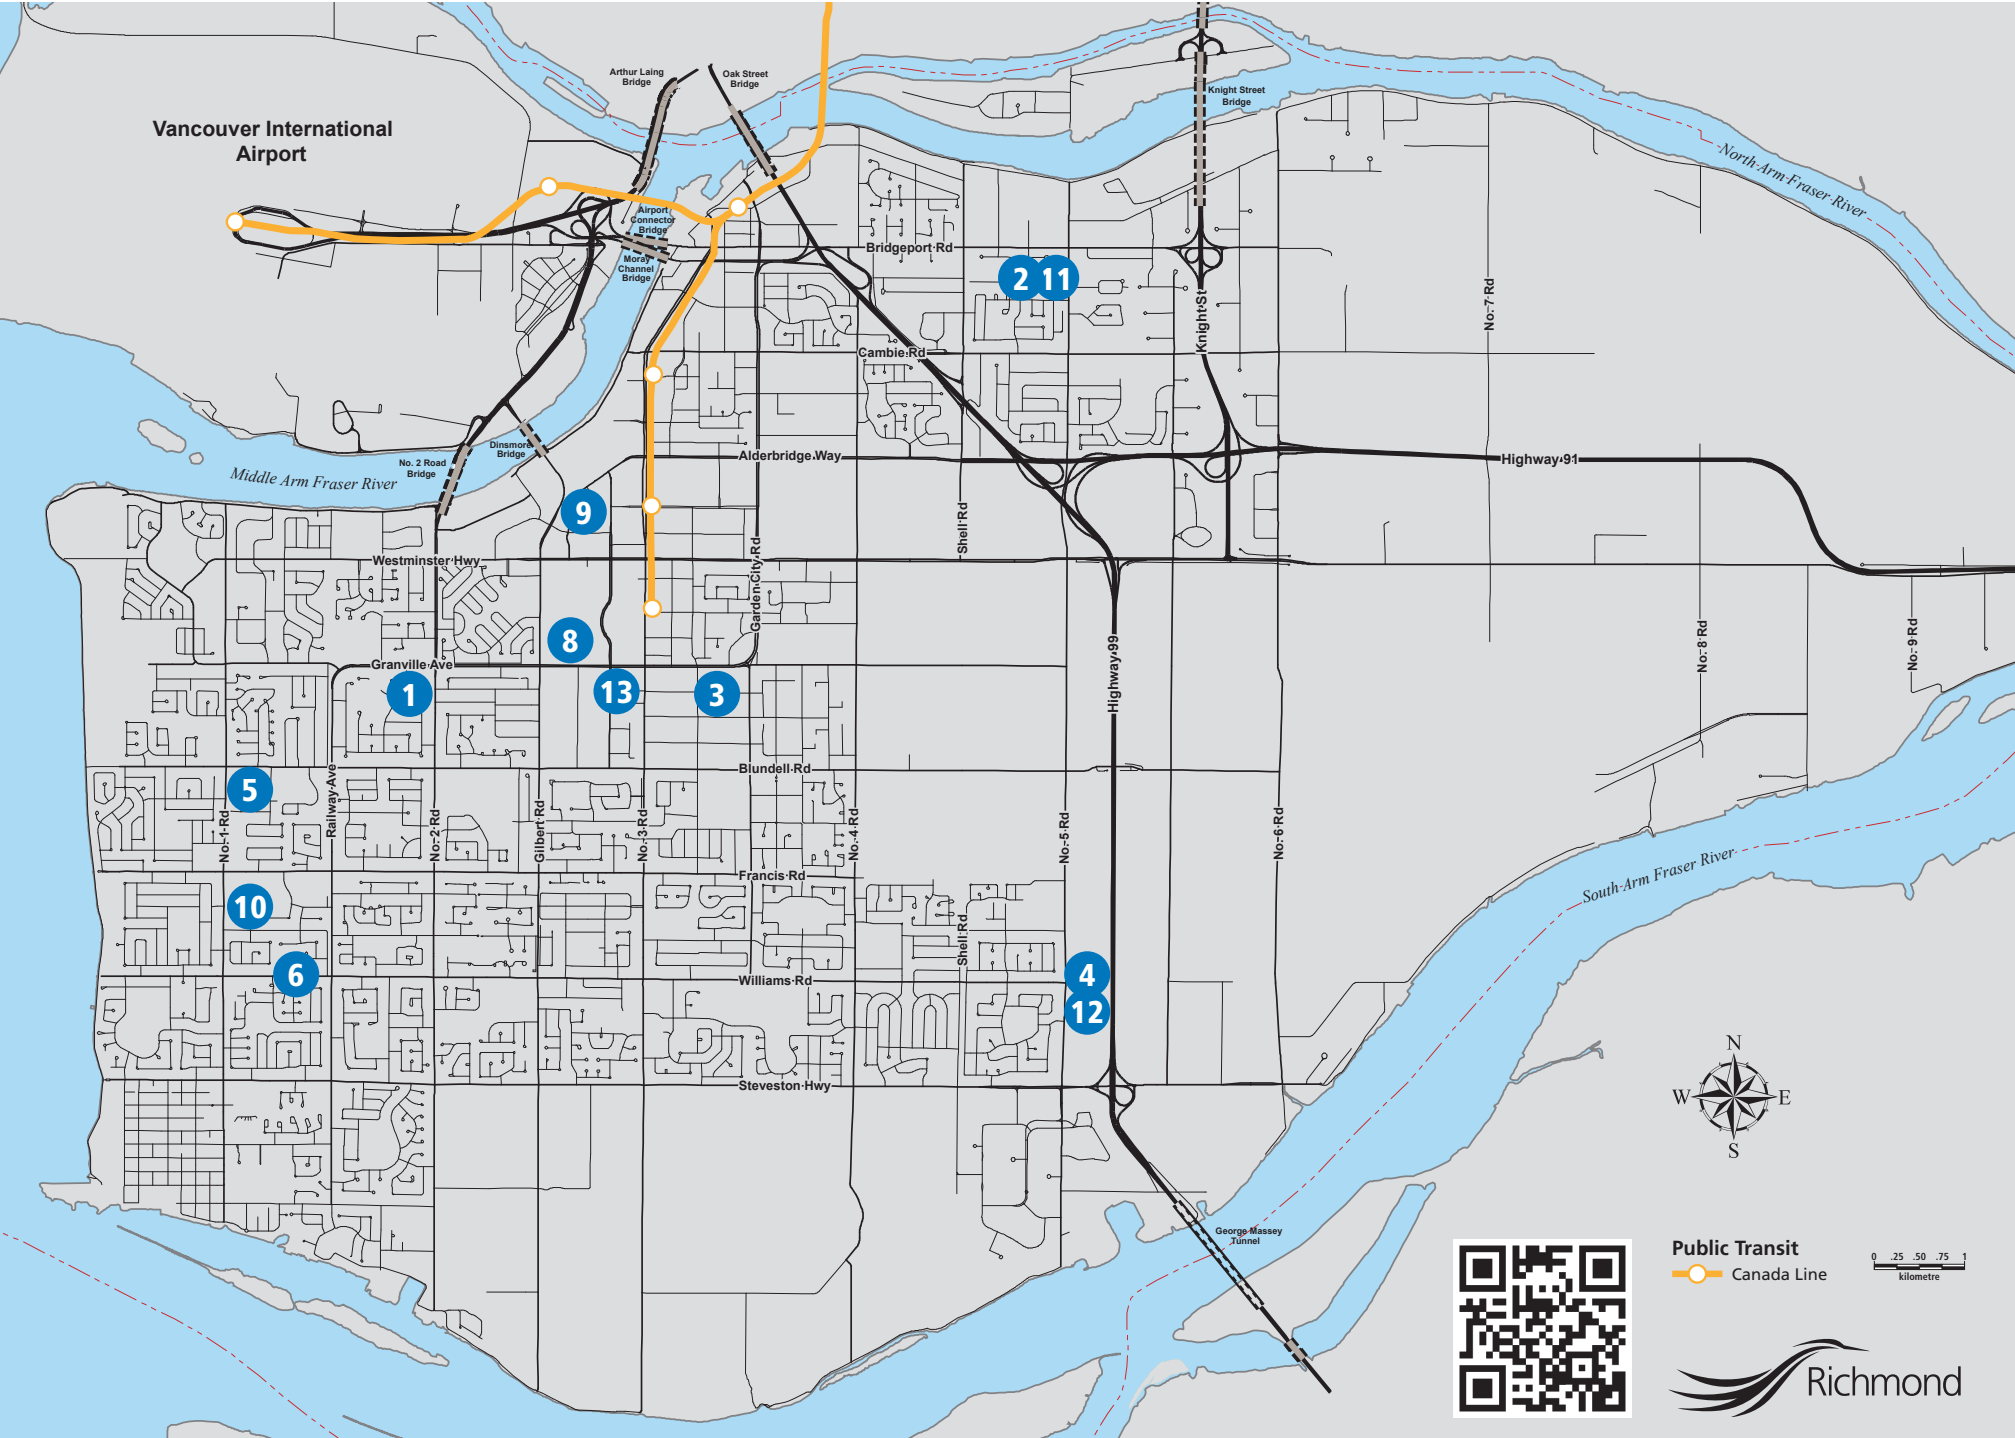 Arthur Laing
Bridge
Oak Street
Bridge
Knight Street
Bridge
Vancouver International
Airport
North Arm Fraser River
Airport
Connector
Bridge
Moray
Channel
Bridge
Bridgeport Rd
2
11
No. 7 Rd
Knight St
Cambie Rd
Dinsmore
Bridge
No. 2 Road
Bridge
Middle Arm Fraser River
Alderbridge Way
Highway 91
9
Shell Rd
Westminster Hwy
Garden City Rd
8
Granville Ave
1
13
3
Highway 99
No. 8 Rd
No. 9 Rd
Blundell Rd
5
Railway Ave
No. 1 Rd
No. 2 Rd
Gilbert Rd
No. 3 Rd
No. 4 Rd
No. 5 Rd
No. 6 Rd
Francis Rd
South Arm Fraser River
10
Shell Rd
6
Williams Rd
4
12
Steveston Hwy
N
W
E
S
George Massey
Tunnel
Public Transit
Canada Line
0 .25 .50 .75 1
kilometre
Richmond